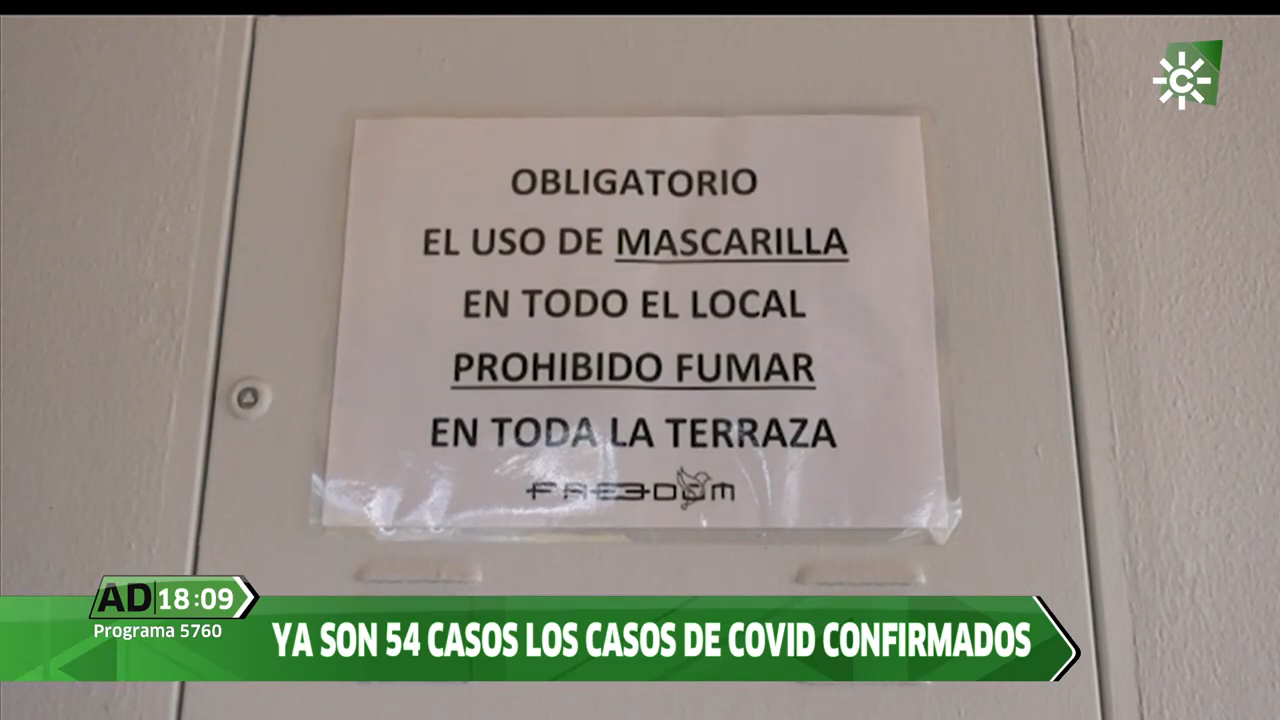 OBLIGATORIO
EL USO DE MASCARILLA
EN TODO EL LOCAL
PROHIBIDO FUMAR
EN TODA LA TERRAZA
FREEDOM
AD 18:09
Programa 5760
YA SON 54 CASOS LOS CASOS DE COVID CONFIRMADOS